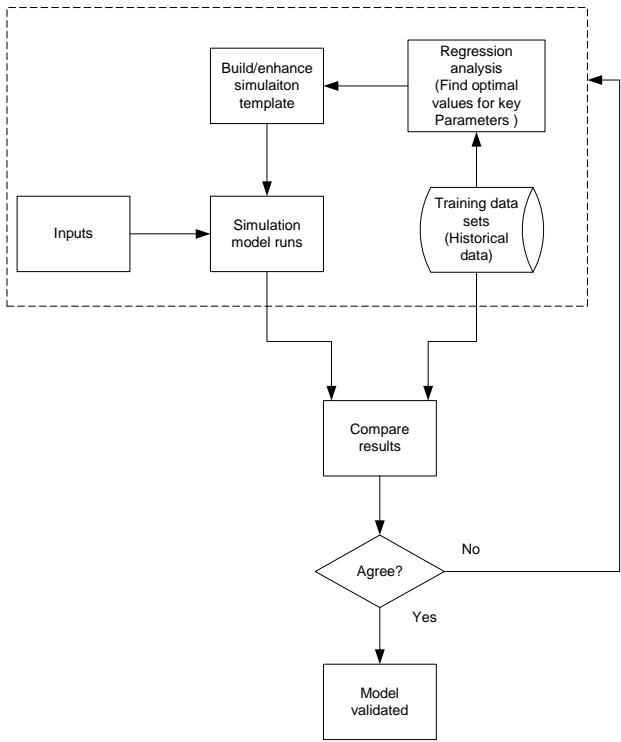 Build/enhance
simulaiton
template
Regression
analysis
(Find optimal
values for key
Parameters )
Inputs
Simulation
model runs
Training data
sets
(Historical
data)
Compare
results
Agree?
No
Yes
Model
validated